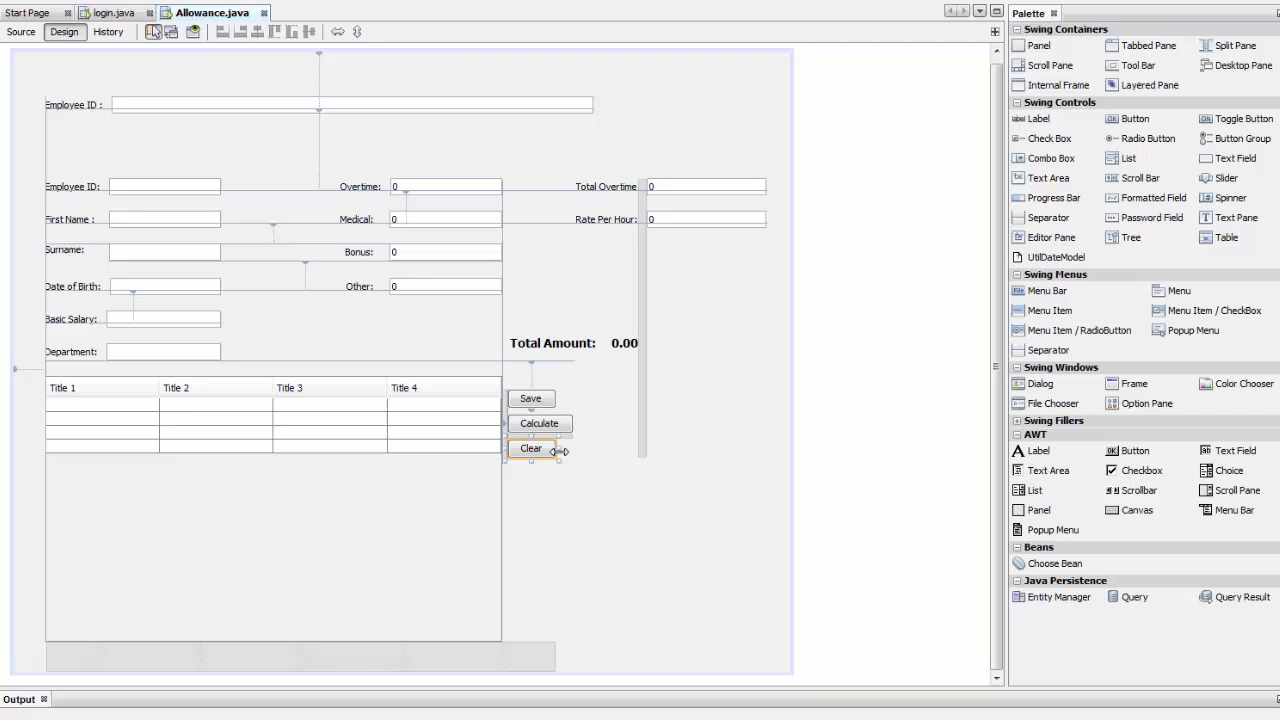 Start Page login.java Allowance.java
Source Design History
Employee ID :
Employee ID: Overtime: 0 Total Overtime 0
First Name : Medical: 0 Rate Per Hour: 0
Surname: Bonus: 0
Date of Birth: Other: 0
Basic Salary:
Department: Total Amount: 0.00
Title 1 Title 2 Title 3 Title 4
Save
Calculate
Clear
Output
Palette
Swing Containers
Panel Tabbed Pane Split Pane
Scroll Pane Tool Bar Desktop Pane
Internal Frame Layered Pane
Swing Controls
label Label OK Button ON Toggle Button
Check Box Radio Button Button Group
Combo Box List Text Field
Text Area Scroll Bar Slider
Progress Bar Formatted Field Spinner
Separator Password Field Text Pane
Editor Pane Tree Table
UtilDateModel
Swing Menus
Menu Bar Menu
Menu Item Menu Item / CheckBox
Menu Item / RadioButton Popup Menu
Separator
Swing Windows
Dialog Frame Color Chooser
File Chooser Option Pane
Swing Fillers
AWT
Label OK Button Text Field
Text Area Checkbox Choice
List Scrollbar Scroll Pane
Panel Canvas Menu Bar
Popup Menu
Beans
Choose Bean
Java Persistence
Entity Manager Query Query Result